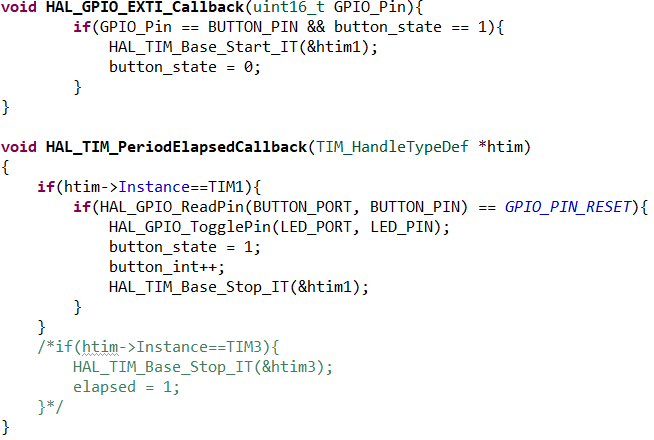 void HAL_GPIO_EXTI_Callback(uint16_t GPIO_Pin){
        if(GPIO_Pin == BUTTON_PIN && button_state == 1){
            HAL_TIM_Base_Start_IT(&htim1);
            button_state = 0;
        }
}

void HAL_TIM_PeriodElapsedCallback(TIM_HandleTypeDef *htim)
{
    if(htim->Instance==TIM1){
        if(HAL_GPIO_ReadPin(BUTTON_PORT, BUTTON_PIN) == GPIO_PIN_RESET){
            HAL_GPIO_TogglePin(LED_PORT, LED_PIN);
            button_state = 1;
            button_int++;
            HAL_TIM_Base_Stop_IT(&htim1);
        }
    }
    /*if(htim->Instance==TIM3){
        HAL_TIM_Base_Stop_IT(&htim3);
        elapsed = 1;
    }*/
}